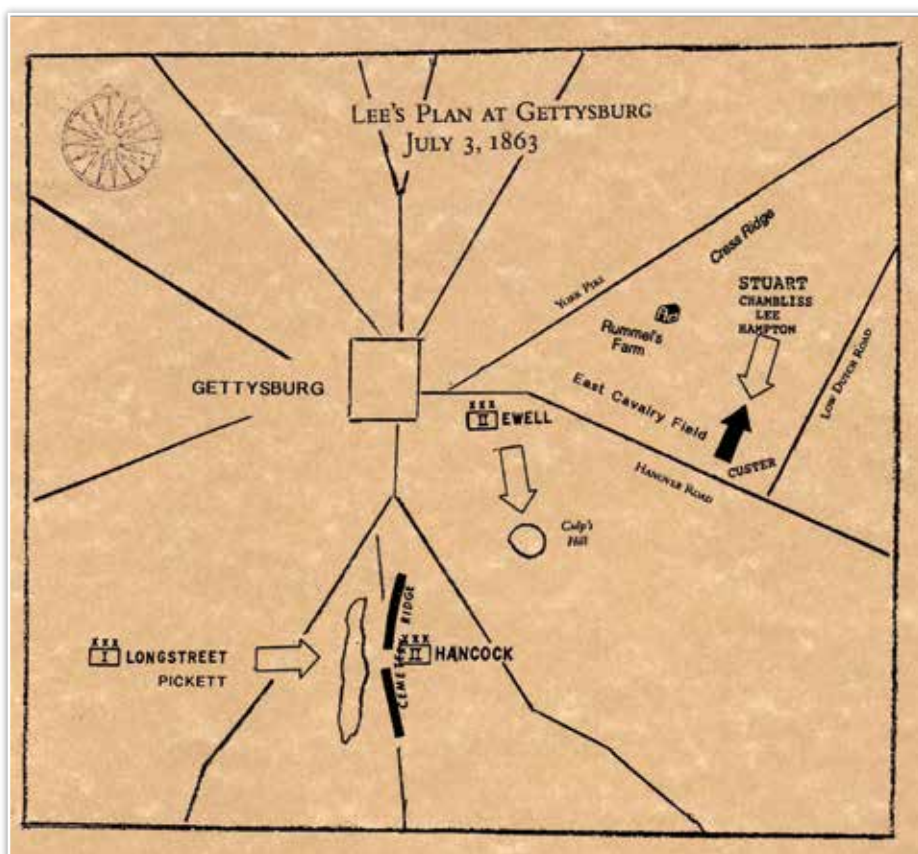 LEE'S PLAN AT GETTYSBURG
JULY 3, 1863
Cress Ridge
YORK PIKE
STUART
CHAMBLISS
LEE
HAMPTON
Rummel's
Farm
LOW DUTCH ROAD
GETTYSBURG
East Cavalry Field
XXX
II EWELL
CUSTER
HANOVER ROAD
Culp's
Hill
CEMETERY RIDGE
XXX
I LONGSTREET
PICKETT
XXX
II HANCOCK